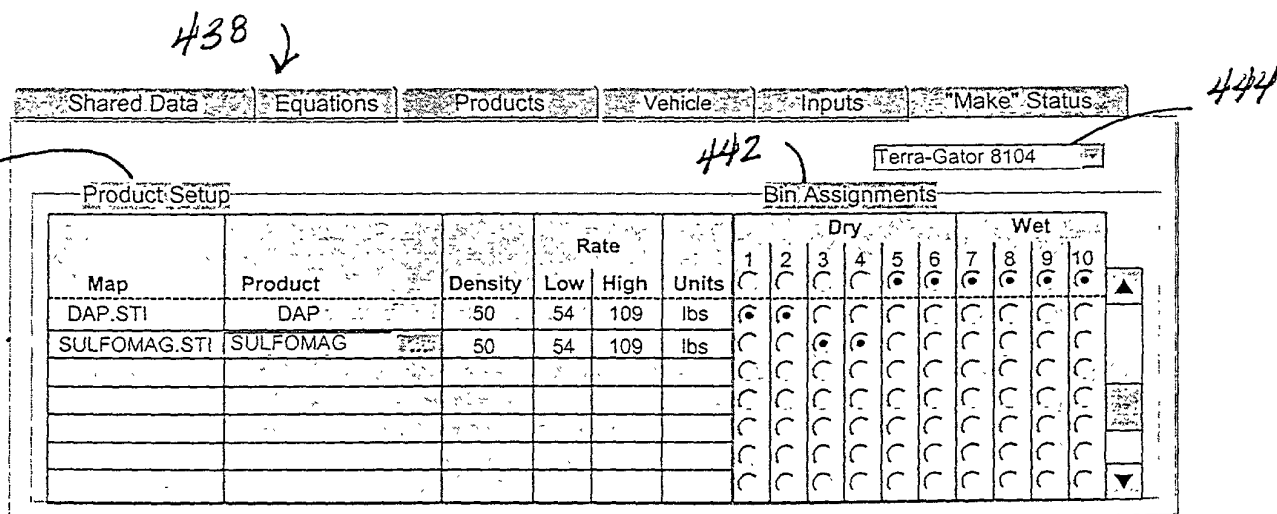 438
Shared Data Equations Products Vehicle Inputs "Make" Status
444
442
Terra-Gator 8104
Product Setup Bin Assignments
Dry Wet
Rate
1 2 3 4 5 6 7 8 9 10
Map Product Density Low High Units
DAP.STI DAP 50 54 109 lbs
SULFOMAG.STI SULFOMAG 50 54 109 lbs